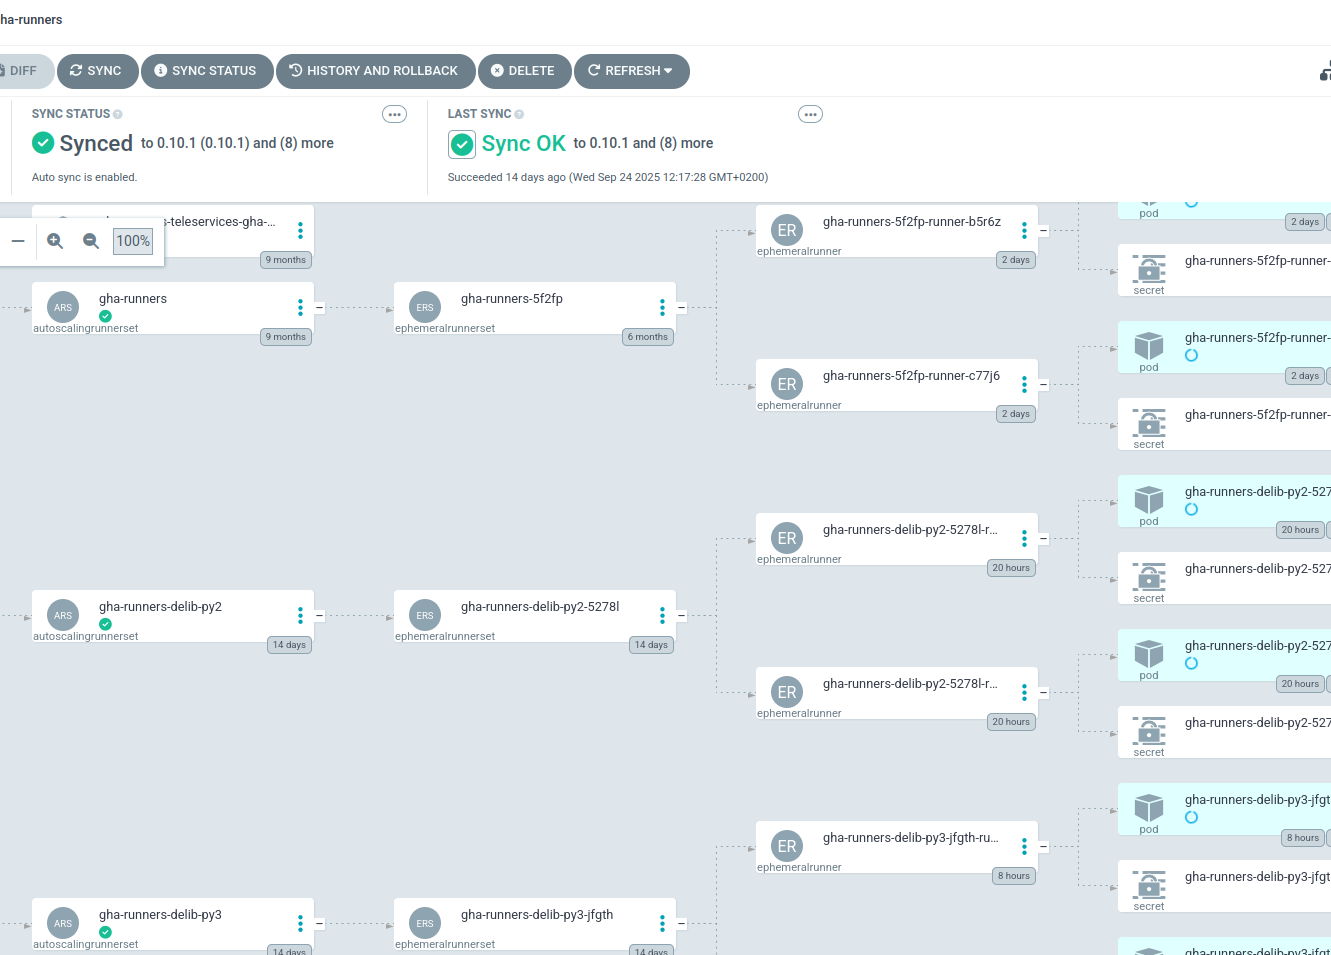 ha-runners
DIFF
SYNC
SYNC STATUS
HISTORY AND ROLLBACK
DELETE
REFRESH
SYNC STATUS
Synced to 0.10.1 (0.10.1) and (8) more
Auto sync is enabled.
LAST SYNC
Sync OK to 0.10.1 and (8) more
Succeeded 14 days ago (Wed Sep 24 2025 12:17:28 GMT+0200)
100%
-teleservices-gha-...
9 months
ER
gha-runners-5f2fp-runner-b5r6z
ephemeralrunner
2 days
pod
2 days
gha-runners-5f2fp-runner-
secret
ARS
gha-runners
autoscalingrunnerset
9 months
ERS
gha-runners-5f2fp
ephemeralrunnerset
6 months
gha-runners-5f2fp-runner-
pod
2 days
ER
gha-runners-5f2fp-runner-c77j6
ephemeralrunner
2 days
gha-runners-5f2fp-runner-
secret
gha-runners-delib-py2-527
pod
20 hours
ER
gha-runners-delib-py2-5278l-r...
ephemeralrunner
20 hours
gha-runners-delib-py2-527
secret
ARS
gha-runners-delib-py2
autoscalingrunnerset
14 days
ERS
gha-runners-delib-py2-5278l
ephemeralrunnerset
14 days
gha-runners-delib-py2-527
pod
20 hours
ER
gha-runners-delib-py2-5278l-r...
ephemeralrunner
20 hours
gha-runners-delib-py2-527
secret
gha-runners-delib-py3-jfgt
pod
8 hours
ER
gha-runners-delib-py3-jfgth-ru...
ephemeralrunner
8 hours
gha-runners-delib-py3-jfgt
secret
ARS
gha-runners-delib-py3
autoscalingrunnerset
14 days
ERS
gha-runners-delib-py3-jfgth
ephemeralrunnerset
14 days
gha-runners-delib-py3-jfgt